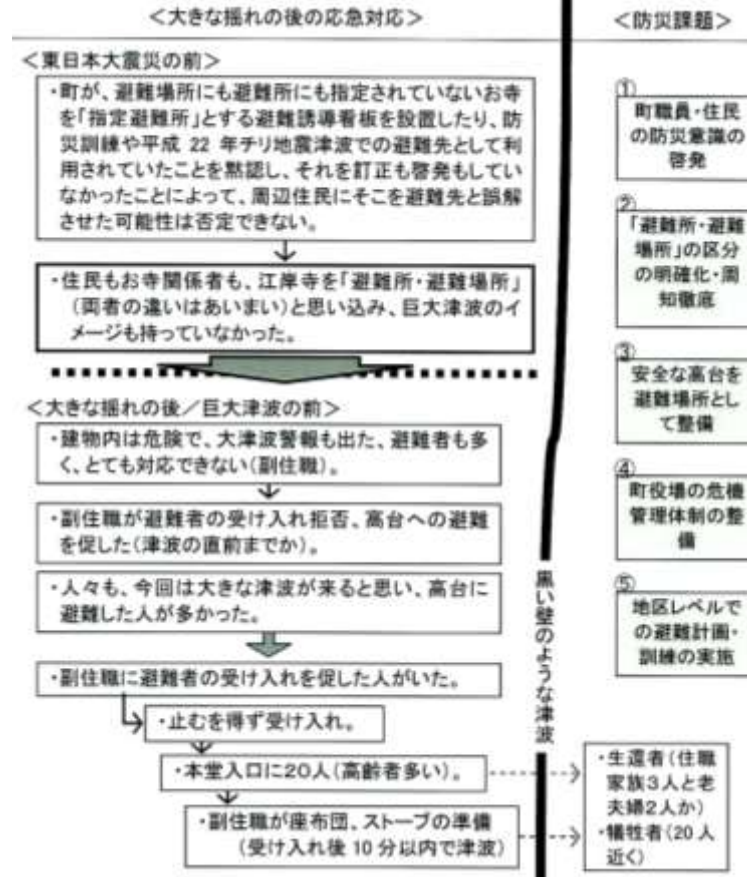 ＜大きな揺れの後の応急対応＞
＜東日本大震災の前＞
・町が、避難場所にも避難所にも指定されていないお寺
を「指定避難所」とする避難誘導看板を設置したり、防
災訓練や平成 22 年チリ地震津波での避難先として利
用されていたことを黙認し、それを訂正も啓発もしてい
なかったことによって、周辺住民にそこを避難先と誤解
させた可能性は否定できない。
・住民もお寺関係者も、江岸寺を「避難所・避難場所」
（両者の違いはあいまい）と思い込み、巨大津波のイ
メージも持っていなかった。
＜大きな揺れの後／巨大津波の前＞
・建物内は危険で、大津波警報も出た、避難者も多
く、とても対応できない（副住職）。
・副住職が避難者の受け入れ拒否、高台への避難
を促した（津波の直前までか）。
・人々も、今回は大きな津波が来ると思い、高台に
避難した人が多かった。
・副住職に避難者の受け入れを促した人がいた。
・止むを得ず受け入れ。
・本堂入口に２０人（高齢者多い）。
・副住職が座布団、ストーブの準備
（受け入れ後 10 分以内で津波）
黒い壁のような津波
＜防災課題＞
①
町職員・住民
の防災意識の
啓発
②
「避難所・避難
場所」の区分
の明確化・周
知徹底
③
安全な高台を
避難場所とし
て整備
④
町役場の危機
管理体制の整
備
⑤
地区レベルで
の避難計画・
訓練の実施
・生還者（住職
家族３人と老
夫婦２人か）
・犠牲者（20 人
近く）